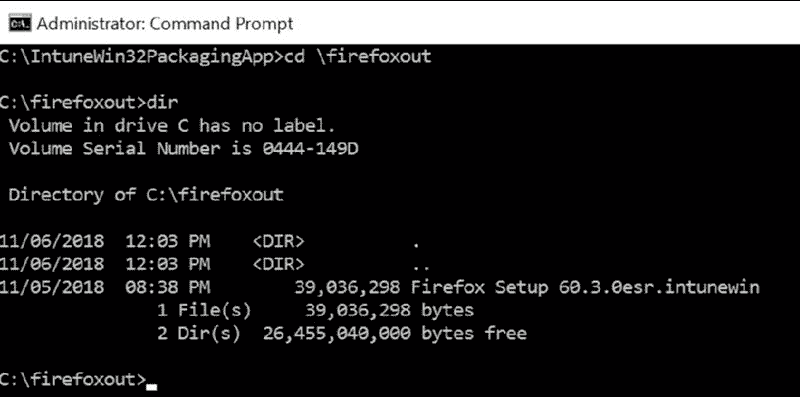 Administrator: Command Prompt
C:\IntuneWin32PackagingApp>cd \firefoxout
C:\firefoxout>dir
Volume in drive C has no label.
Volume Serial Number is 0444-149D
Directory of C:\firefoxout
11/06/2018 12:03 PM <DIR> .
11/06/2018 12:03 PM <DIR> ..
11/05/2018 08:38 PM 39,036,298 Firefox Setup 60.3.0esr.intunewin
1 File(s) 39,036,298 bytes
2 Dir(s) 26,455,040,000 bytes free
C:\firefoxout>